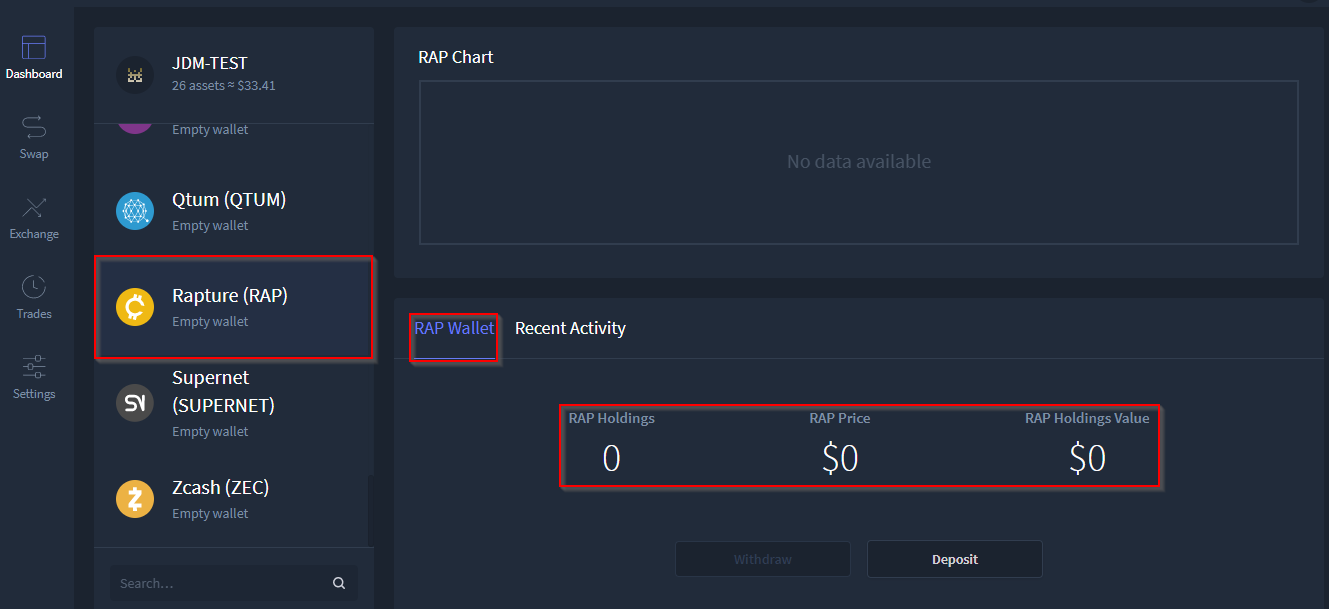 Dashboard
Swap
Exchange
Trades
Settings
JDM-TEST
26 assets ≈ $33.41
Empty wallet
Qtum (QTUM)
Empty wallet
Rapture (RAP)
Empty wallet
Supernet
(SUPERNET)
Empty wallet
Zcash (ZEC)
Empty wallet
Search...
RAP Chart
No data available
RAP Wallet Recent Activity
RAP Holdings RAP Price RAP Holdings Value
0 $0 $0
Withdraw Deposit